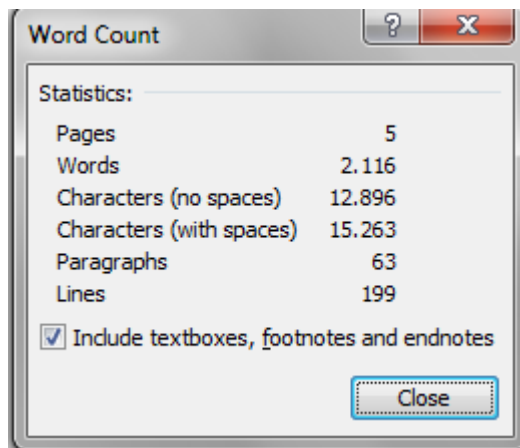 Word Count
?
X
Statistics:
Pages 5
Words 2.116
Characters (no spaces) 12.896
Characters (with spaces) 15.263
Paragraphs 63
Lines 199
Include textboxes, footnotes and endnotes
Close